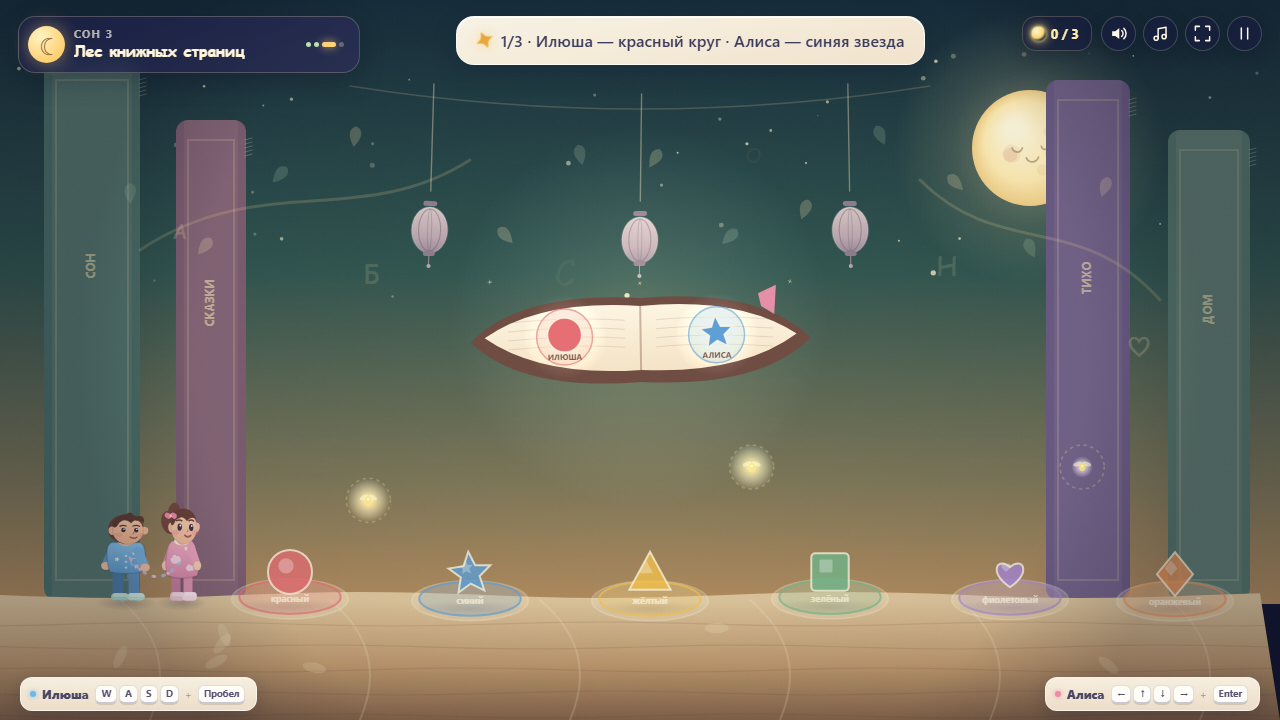 СОН 3
Лес книжных страниц
1/3 · Илюша — красный круг · Алиса — синяя звезда
0 / 3
СОН
СКАЗКИ
ТИХО
ДОМ
А
Б
С
О
Н
ИЛЮША
АЛИСА
красный
синий
жёлтый
зелёный
фиолетовый
оранжевый
Илюша W A S D + Пробел
Алиса ← ↑ ↓ → + Enter